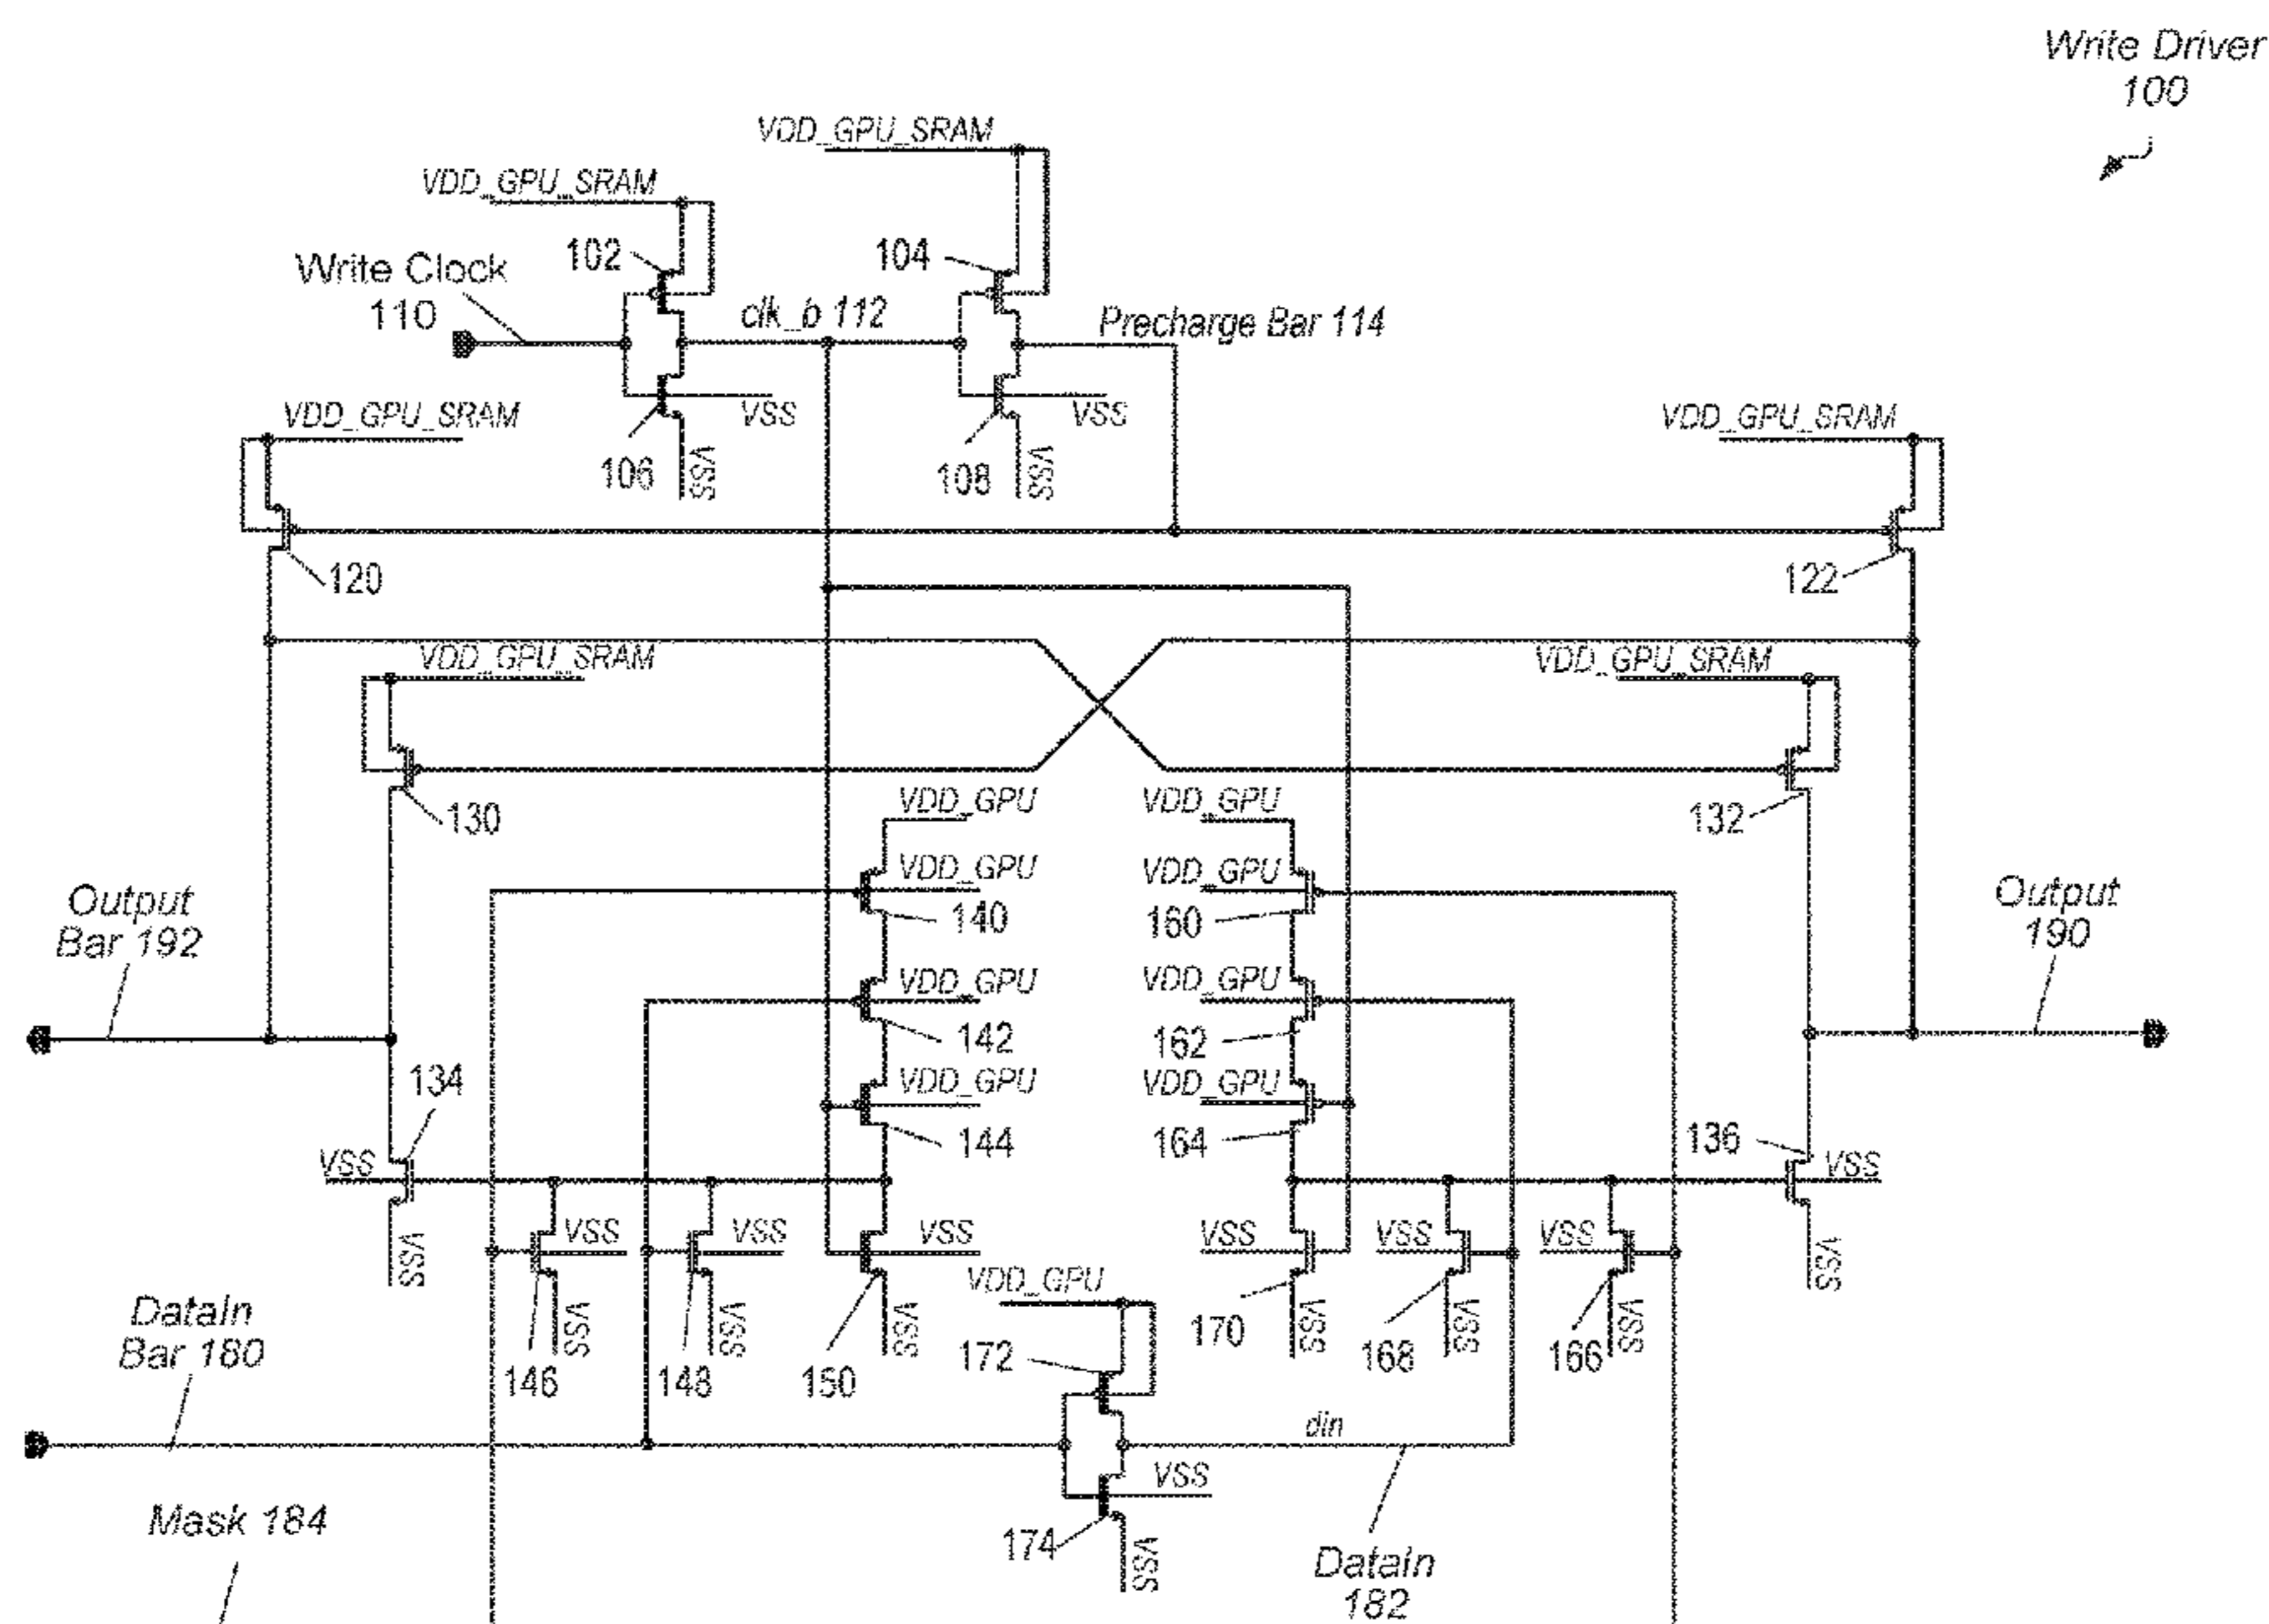 Write Driver
100
VDD_GPU_SRAM
VDD_GPU_SRAM
102
104
Write Clock
110
clk_b 112
Precharge Bar 114
VDD_GPU_SRAM
VSS
VSS
VDD_GPU_SRAM
106
VSS
108
VSS
120
122
VDD_GPU_SRAM
VDD_GPU_SRAM
130
VDD_GPU
VDD_GPU
132
VDD_GPU
VDD_GPU
Output
Bar 192
140
160
Output
190
VDD_GPU
VDD_GPU
142
162
134
VDD_GPU
VDD_GPU
144
164
136
VSS
VSS
VSS
VSS
VSS
VSS
VSS
VSS
VSS
VSS
DataIn
Bar 180
146
VSS
148
VSS
150
VSS
VDD_GPU
172
170
VSS
168
VSS
166
VSS
din
VSS
Mask 184
174
VSS
DataIn
182